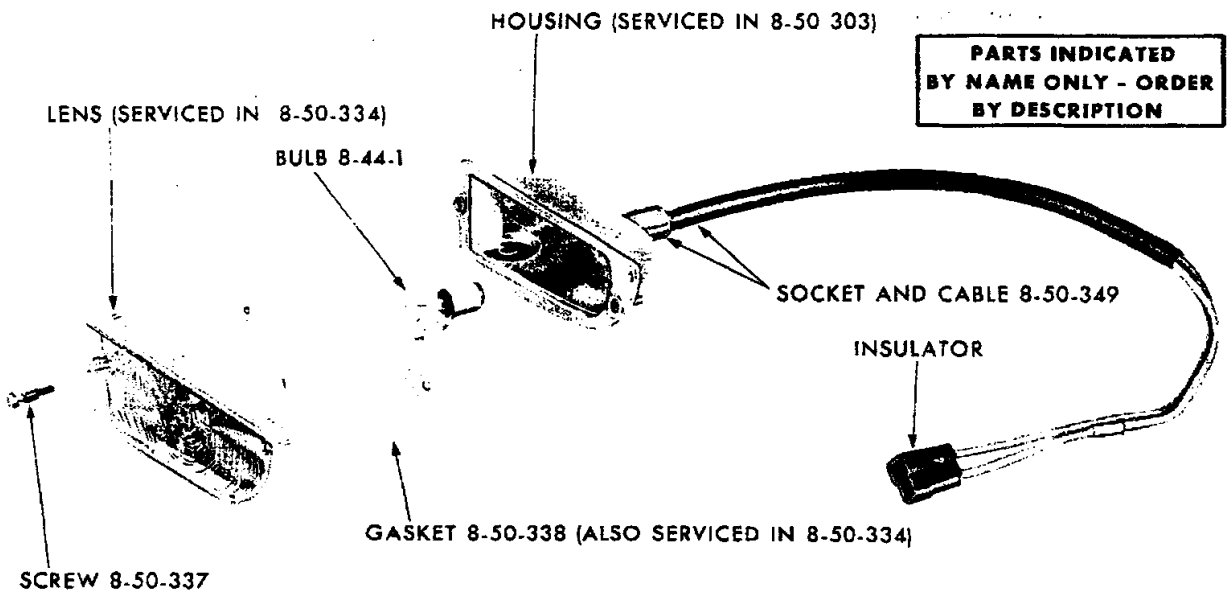 HOUSING (SERVICED IN 8-50 303)
PARTS INDICATED
BY NAME ONLY - ORDER
BY DESCRIPTION
LENS (SERVICED IN 8-50-334)
BULB 8-44-1
SOCKET AND CABLE 8-50-349
INSULATOR
GASKET 8-50-338 (ALSO SERVICED IN 8-50-334)
SCREW 8-50-337